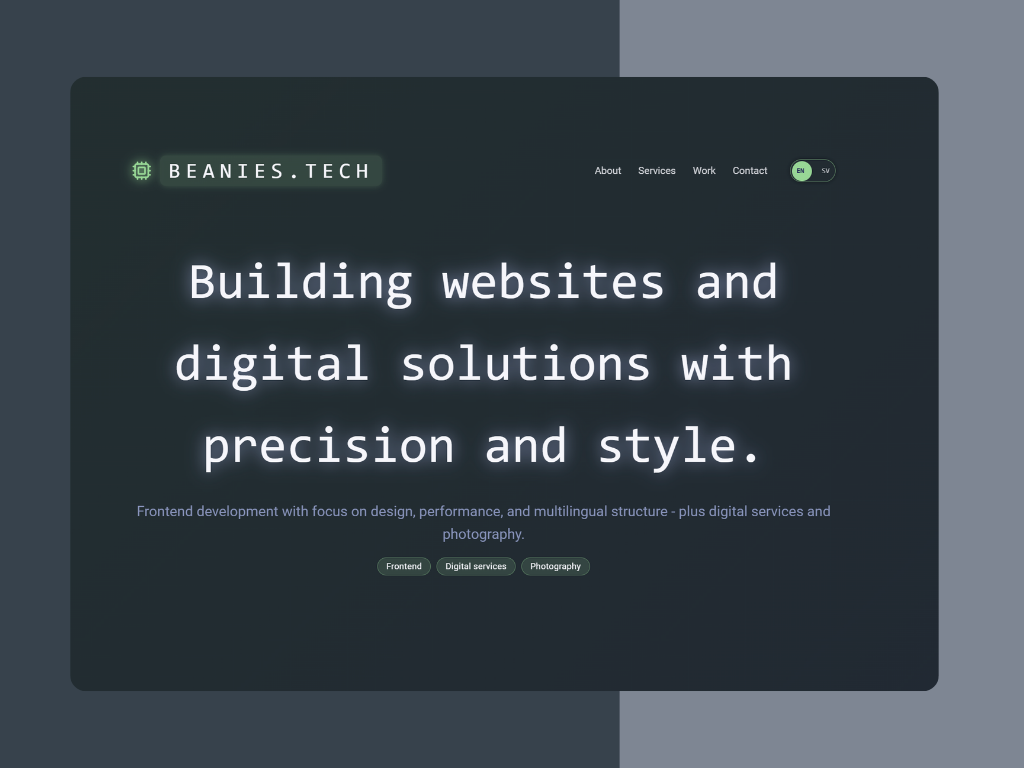 BEANIES.TECH
About Services Work Contact EN SV
Building websites and
digital solutions with
precision and style.
Frontend development with focus on design, performance, and multilingual structure - plus digital services and
photography.
Frontend Digital services Photography